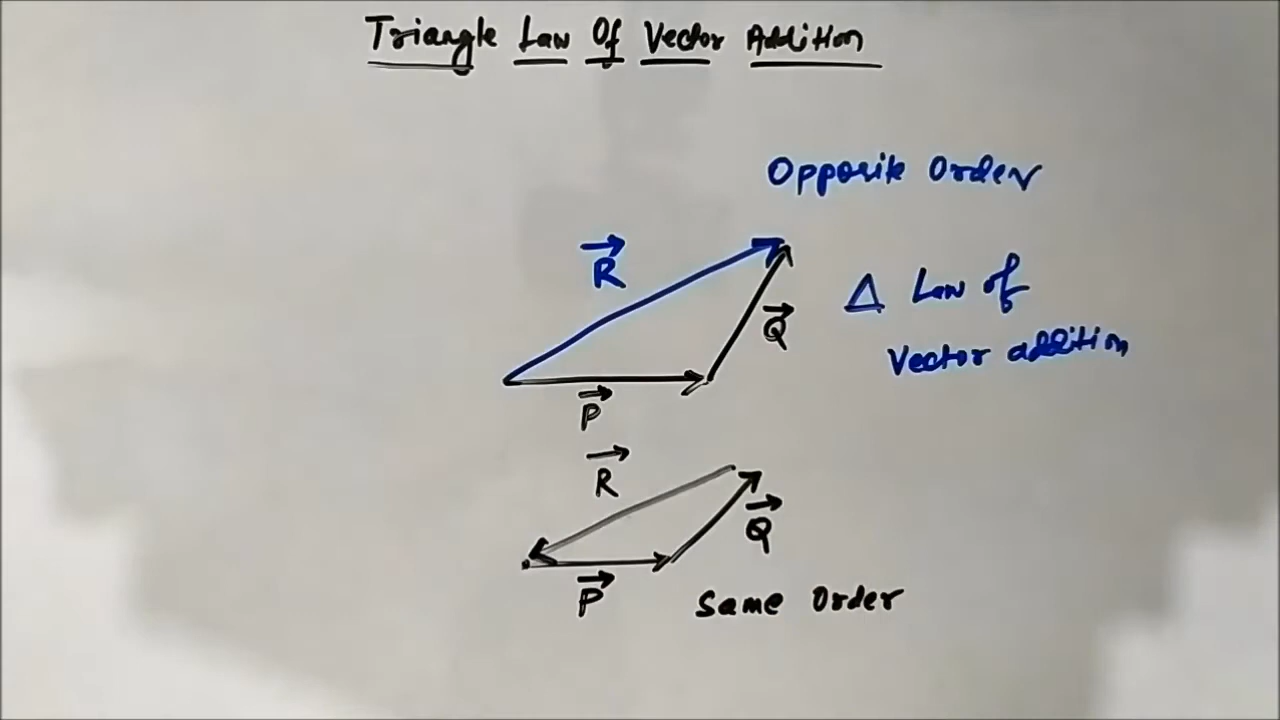 Triangle Law Of Vector Addition
Opposite Order
R
Q
Δ Law of
Vector addition
P
R
Q
P
Same Order